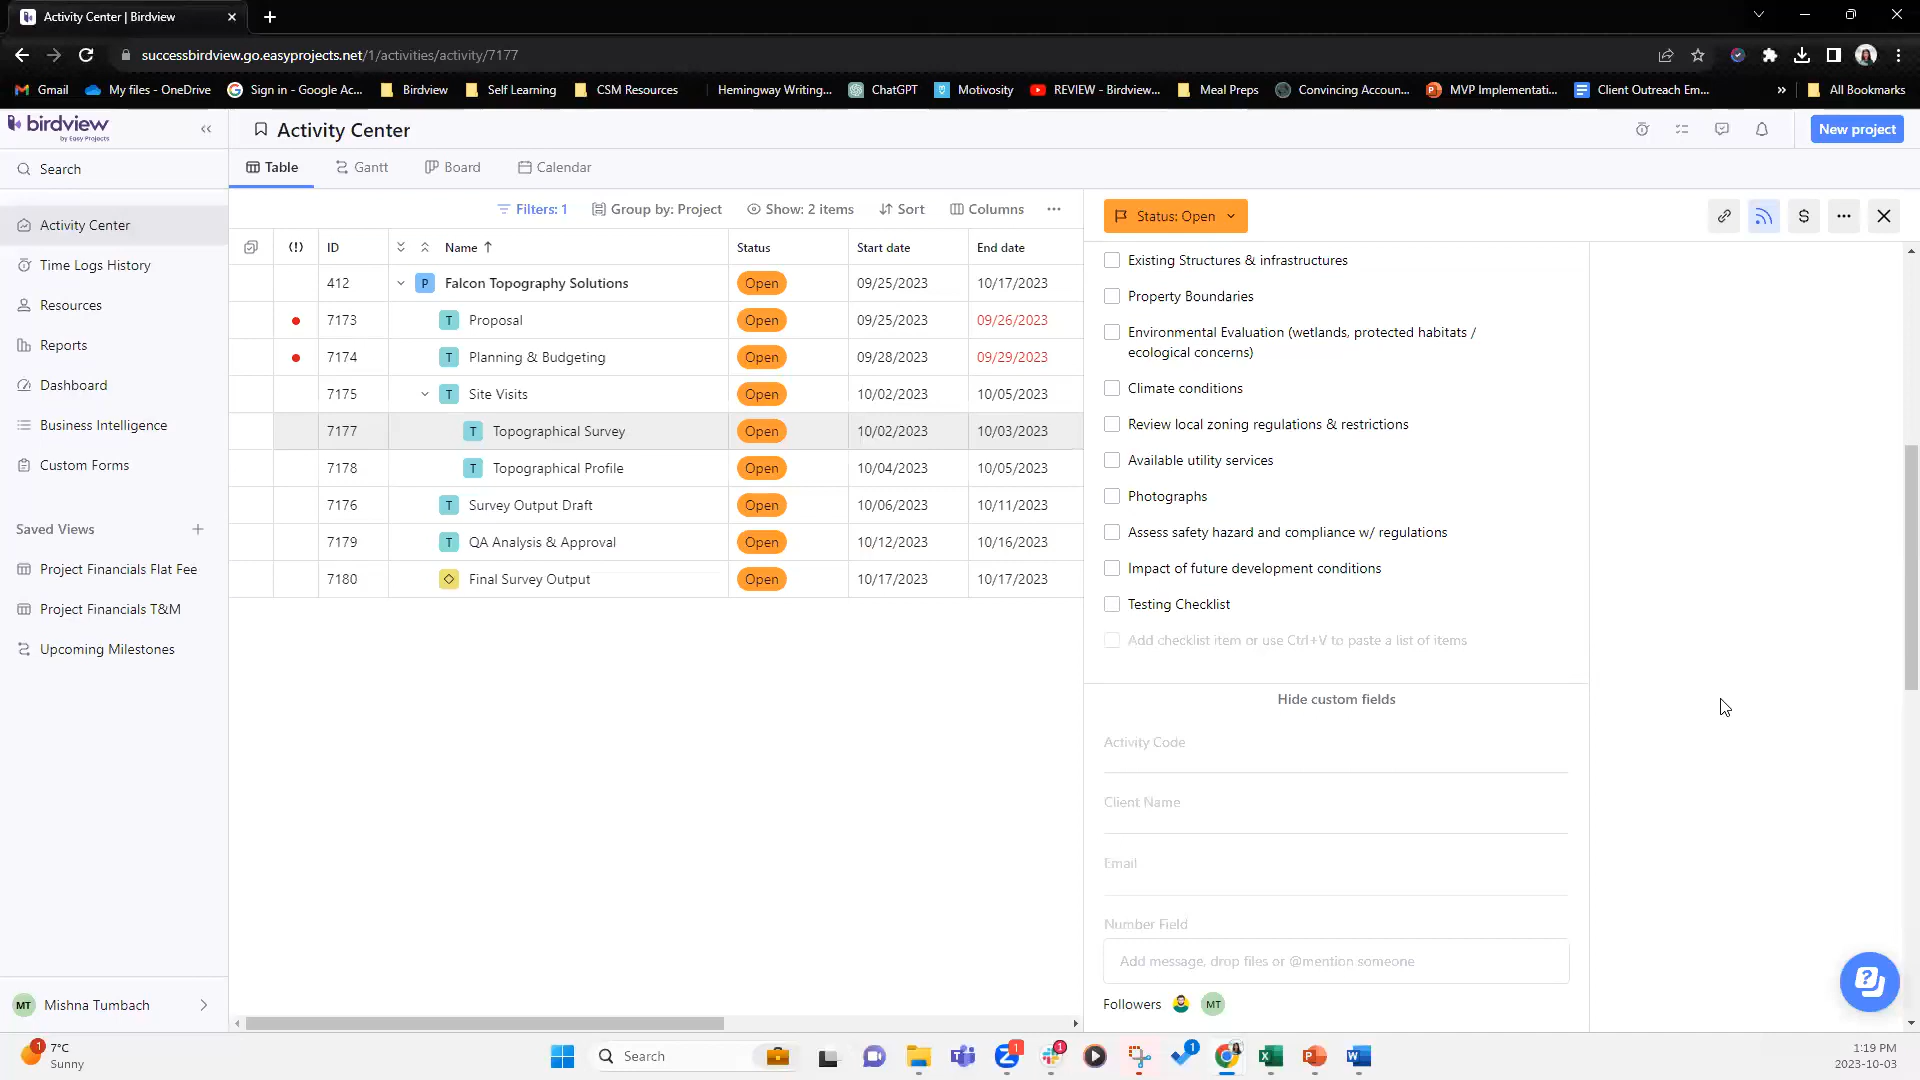 Activity Center | Birdview
successbirdview.go.easyprojects.net/1/activities/activity/7177
Gmail
My files - OneDrive
Sign in - Google Ac...
Birdview
Self Learning
CSM Resources
Hemingway Writing...
ChatGPT
Motivosity
REVIEW - Birdview...
Meal Preps
Convincing Accoun...
MVP Implementati...
Client Outreach Em...
»
All Bookmarks
birdview
by Easy Projects
Activity Center
New project
Search
Table
Gantt
Board
Calendar
Activity Center
Time Logs History
Resources
Reports
Dashboard
Business Intelligence
Custom Forms
Saved Views
Project Financials Flat Fee
Project Financials T&M
Upcoming Milestones
MT Mishna Tumbach
Filters: 1
Group by: Project
Show: 2 items
Sort
Columns
(!) ID Name Status Start date End date
412 P Falcon Topography Solutions Open 09/25/2023 10/17/2023
7173 T Proposal Open 09/25/2023 09/26/2023
7174 T Planning & Budgeting Open 09/28/2023 09/29/2023
7175 T Site Visits Open 10/02/2023 10/05/2023
7177 T Topographical Survey Open 10/02/2023 10/03/2023
7178 T Topographical Profile Open 10/04/2023 10/05/2023
7176 T Survey Output Draft Open 10/06/2023 10/11/2023
7179 T QA Analysis & Approval Open 10/12/2023 10/16/2023
7180 Final Survey Output Open 10/17/2023 10/17/2023
Status: Open
$
Existing Structures & infrastructures
Property Boundaries
Environmental Evaluation (wetlands, protected habitats /
ecological concerns)
Climate conditions
Review local zoning regulations & restrictions
Available utility services
Photographs
Assess safety hazard and compliance w/ regulations
Impact of future development conditions
Testing Checklist
Add checklist item or use Ctrl+V to paste a list of items
Hide custom fields
Activity Code
Client Name
Email
Number Field
Add message, drop files or @mention someone
Followers MT
1
7°C
Sunny
Search
1
1
1
1:19 PM
2023-10-03